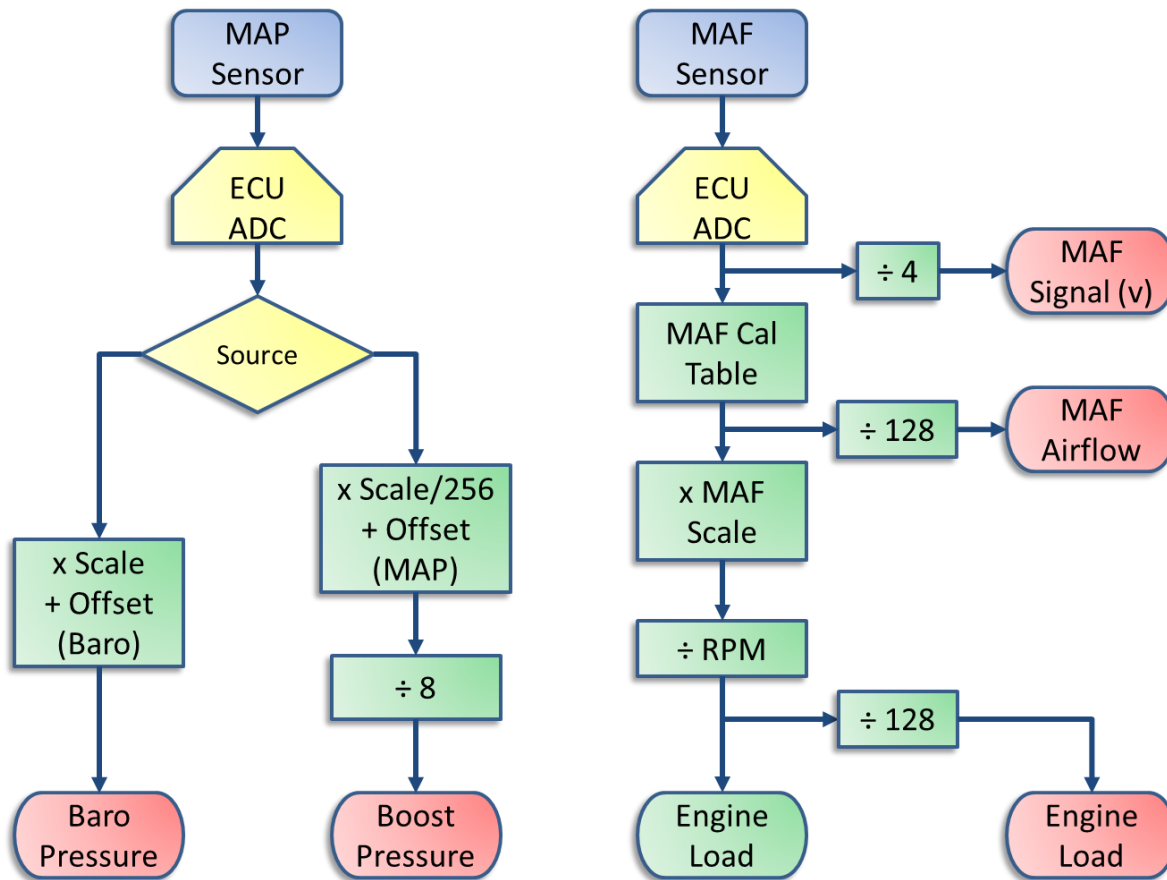 MAP
Sensor
ECU
ADC
Source
x Scale
+ Offset
(Baro)
Baro
Pressure
x Scale/256
+ Offset
(MAP)
÷ 8
Boost
Pressure
MAF
Sensor
ECU
ADC
÷ 4
MAF
Signal (v)
MAF Cal
Table
÷ 128
MAF
Airflow
x MAF
Scale
÷ RPM
÷ 128
Engine
Load
Engine
Load